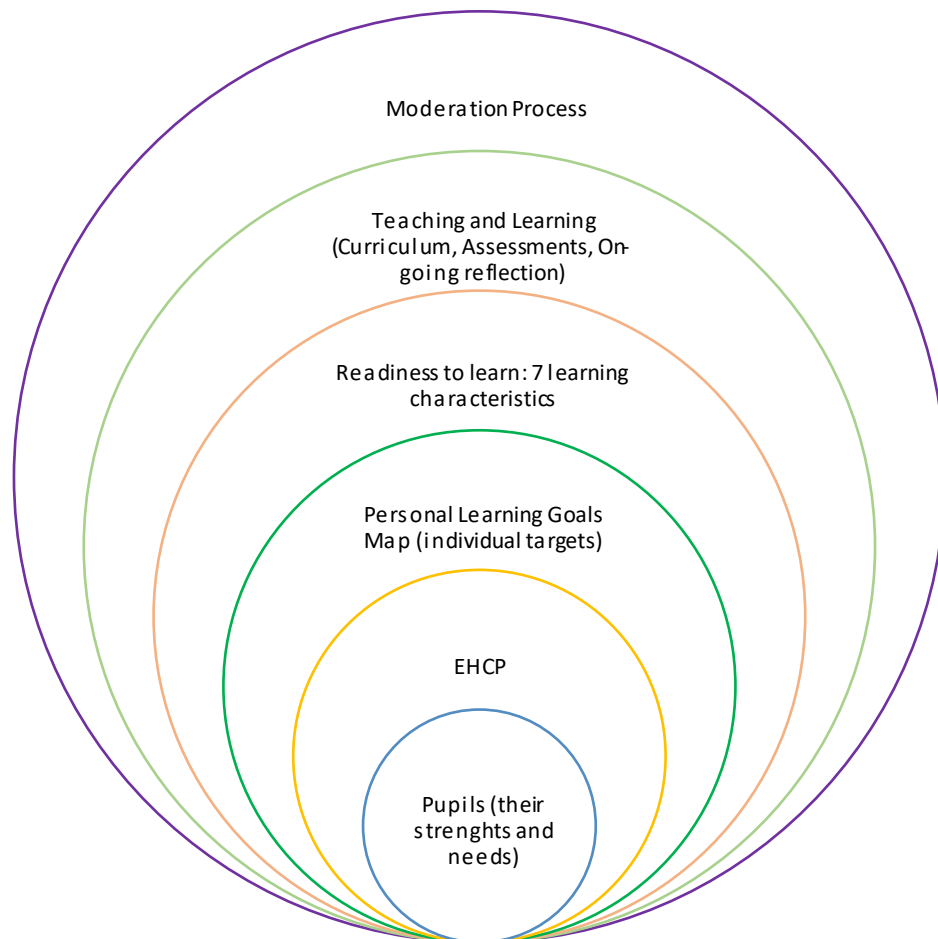 Moderation Process
Teaching and Learning
(Curriculum, Assessments, On-
going reflection)
Readiness to learn: 7 learning
characteristics
Personal Learning Goals
Map (individual targets)
EHCP
Pupils (their
strenghts and
needs)